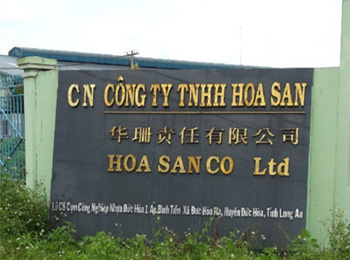 CN CÔNG TY TNHH HOA SAN
华珊责任有限公司
HOA SAN CO Ltd
Lô C8 Cụm Công Nghiệp Nhựa Đức Hòa 1 Ấp Bình Tiền Xã Đức Hòa Hạ, Huyện Đức Hòa, Tỉnh Long An